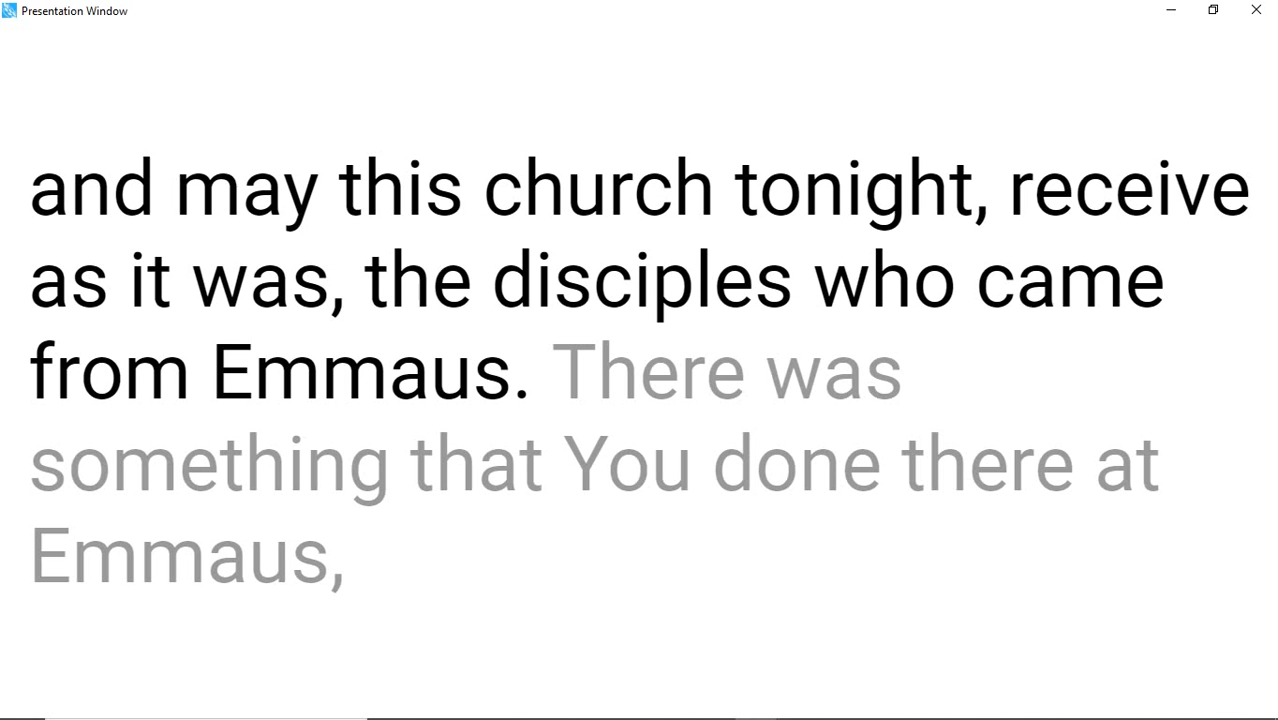 Presentation Window
and may this church tonight, receive
as it was, the disciples who came
from Emmaus. There was
something that You done there at
Emmaus,